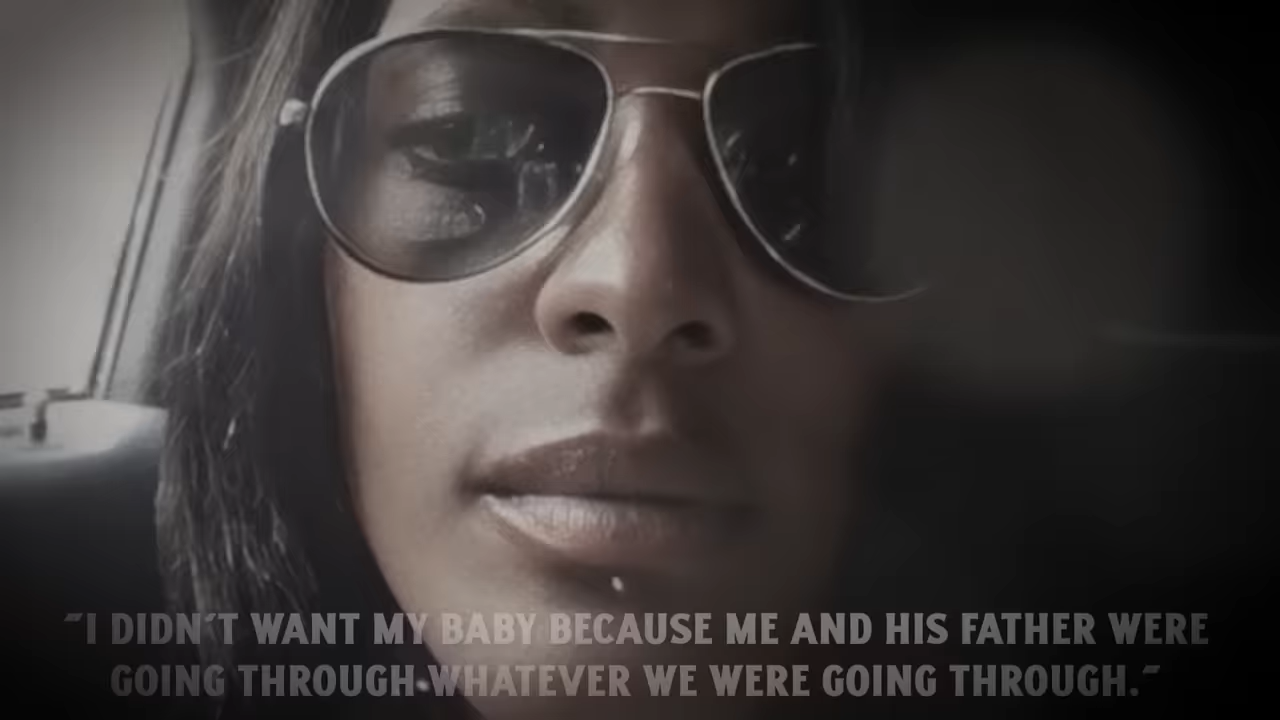 "I DIDN'T WANT MY BABY BECAUSE ME AND HIS FATHER WERE
GOING THROUGH WHATEVER WE WERE GOING THROUGH."